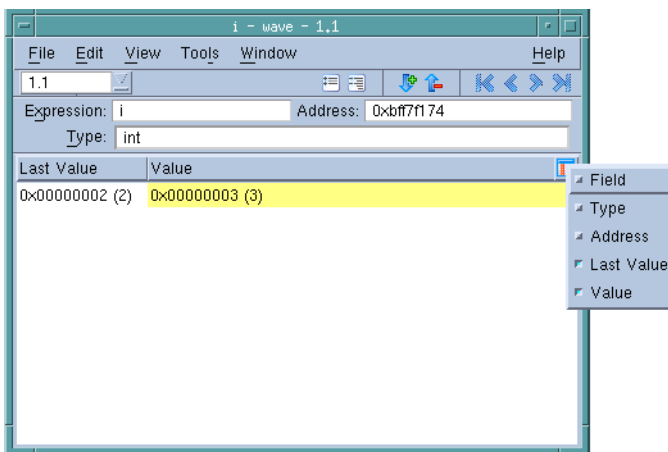 i - wave - 1.1
File Edit View Tools Window Help
1.1
Expression: i Address: 0xbff7f174
Type: int
Last Value Value
0x00000002 (2) 0x00000003 (3)
Field
Type
Address
Last Value
Value